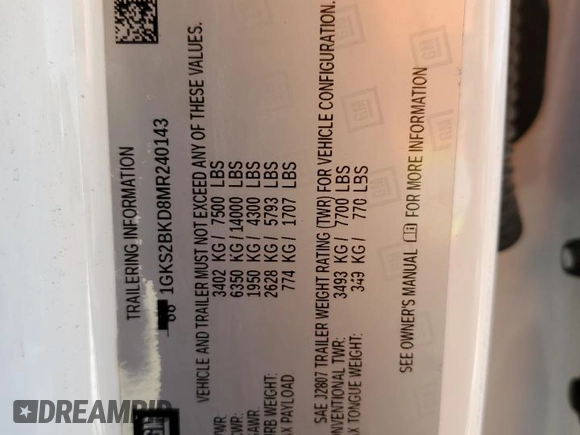 TRAILERING INFORMATION
1GKS2BKD8MR240143
VEHICLE AND TRAILER MUST NOT EXCEED ANY OF THESE VALUES.
3402 KG / 7500 LBS
6350 KG / 14000 LBS
1950 KG / 4300 LBS
RB WEIGHT: 2628 KG / 5793 LBS
X PAYLOAD 774 KG / 1707 LBS
SAE J2807 TRAILER WEIGHT RATING (TWR) FOR VEHICLE CONFIGURATION.
NVENTIONAL TWR: 3493 KG / 7700 LBS
X TONGUE WEIGHT: 349 KG / 770 LBS
SEE OWNER'S MANUAL FOR MORE INFORMATION
GM
DREAMBID